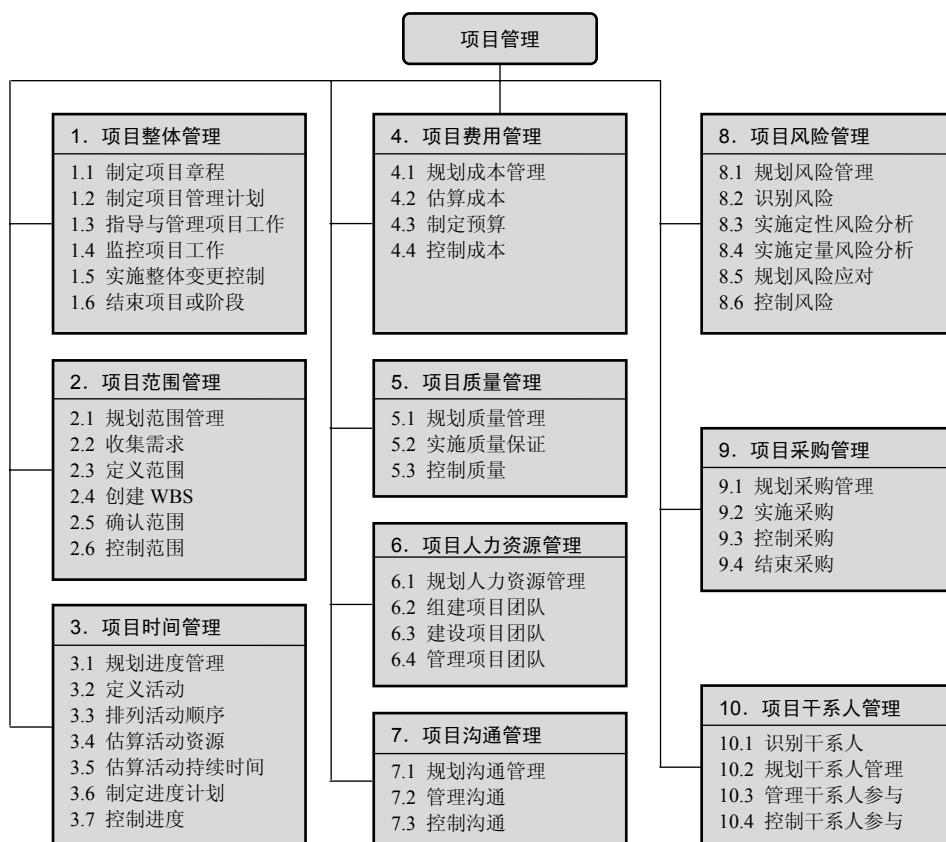 项目管理
1. 项目整体管理
1.1 制定项目章程
1.2 制定项目管理计划
1.3 指导与管理项目工作
1.4 监控项目工作
1.5 实施整体变更控制
1.6 结束项目或阶段
2. 项目范围管理
2.1 规划范围管理
2.2 收集需求
2.3 定义范围
2.4 创建 WBS
2.5 确认范围
2.6 控制范围
3. 项目时间管理
3.1 规划进度管理
3.2 定义活动
3.3 排列活动顺序
3.4 估算活动资源
3.5 估算活动持续时间
3.6 制定进度计划
3.7 控制进度
4. 项目费用管理
4.1 规划成本管理
4.2 估算成本
4.3 制定预算
4.4 控制成本
5. 项目质量管理
5.1 规划质量管理
5.2 实施质量保证
5.3 控制质量
6. 项目人力资源管理
6.1 规划人力资源管理
6.2 组建项目团队
6.3 建设项目团队
6.4 管理项目团队
7. 项目沟通管理
7.1 规划沟通管理
7.2 管理沟通
7.3 控制沟通
8. 项目风险管理
8.1 规划风险管理
8.2 识别风险
8.3 实施定性风险分析
8.4 实施定量风险分析
8.5 规划风险应对
8.6 控制风险
9. 项目采购管理
9.1 规划采购管理
9.2 实施采购
9.3 控制采购
9.4 结束采购
10. 项目干系人管理
10.1 识别干系人
10.2 规划干系人管理
10.3 管理干系人参与
10.4 控制干系人参与